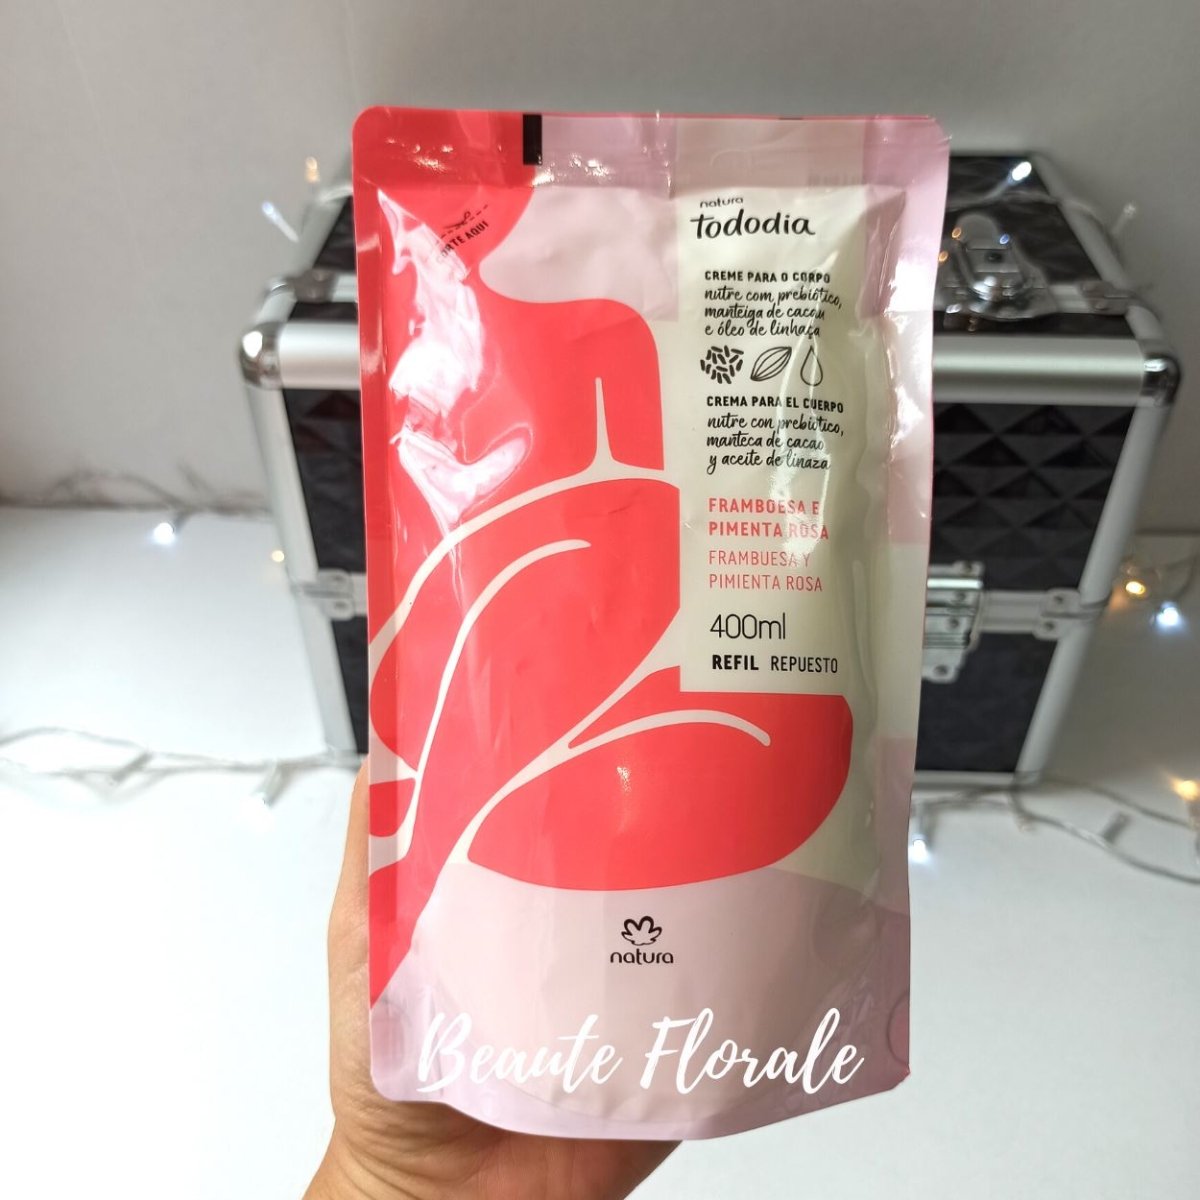 CORTE AQUI
natura
Tododia
CREME PARA O CORPO
nutre com prebiótico,
manteiga de cacau
e óleo de linhaça
CREMA PARA EL CUERPO
nutre con prebiótico,
manteca de cacao
y aceite de linaza
FRAMBOESA E
PIMENTA ROSA
FRAMBUESA Y
PIMIENTA ROSA
400ml
REFIL REPUESTO
natura
Beaute Florale